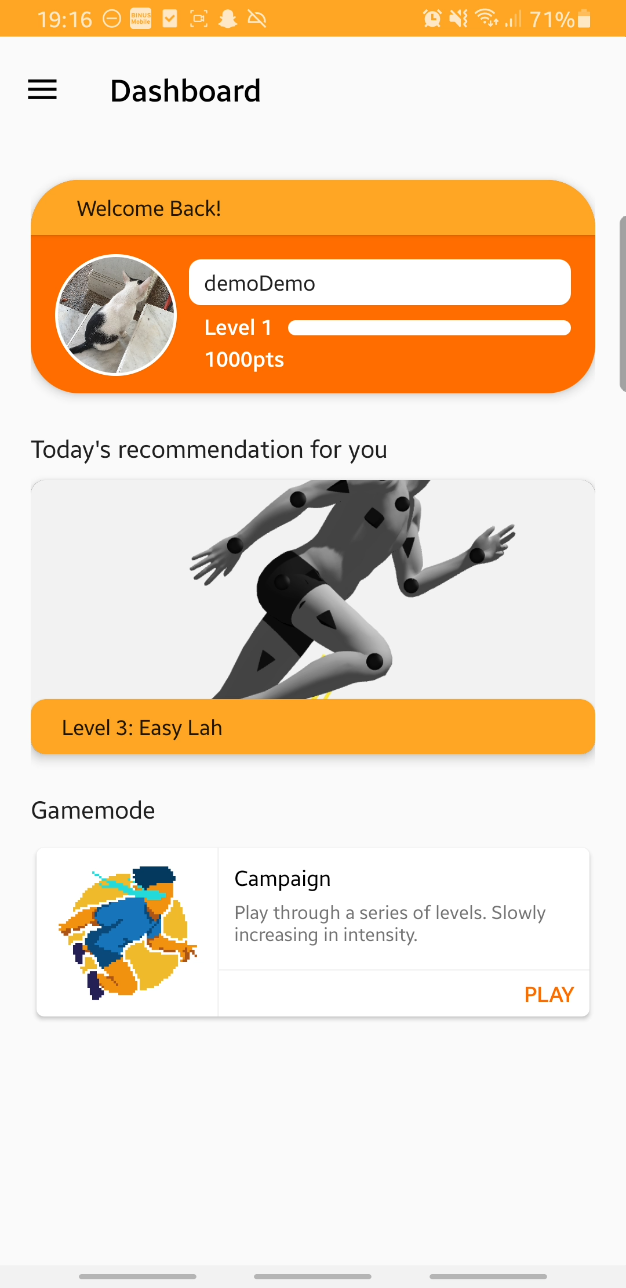 19:16 71%
Dashboard
Welcome Back!
demoDemo
Level 1
1000pts
Today's recommendation for you
Level 3: Easy Lah
Gamemode
Campaign
Play through a series of levels. Slowly
increasing in intensity.
PLAY